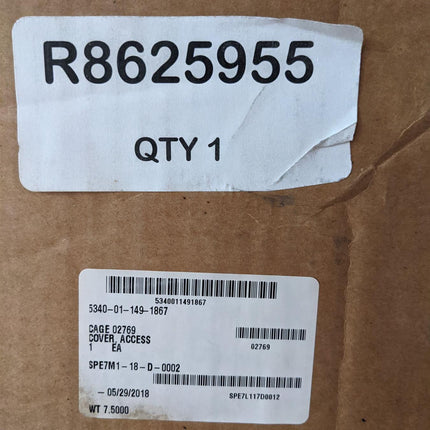 R8625955
QTY 1
5340011491867
5340-01-149-1867
CAGE 02769
COVER, ACCESS
1 EA
02769
SPE7M1-18-D-0002
- 05/29/2018
SPE7L117D0012
WT 7.5000